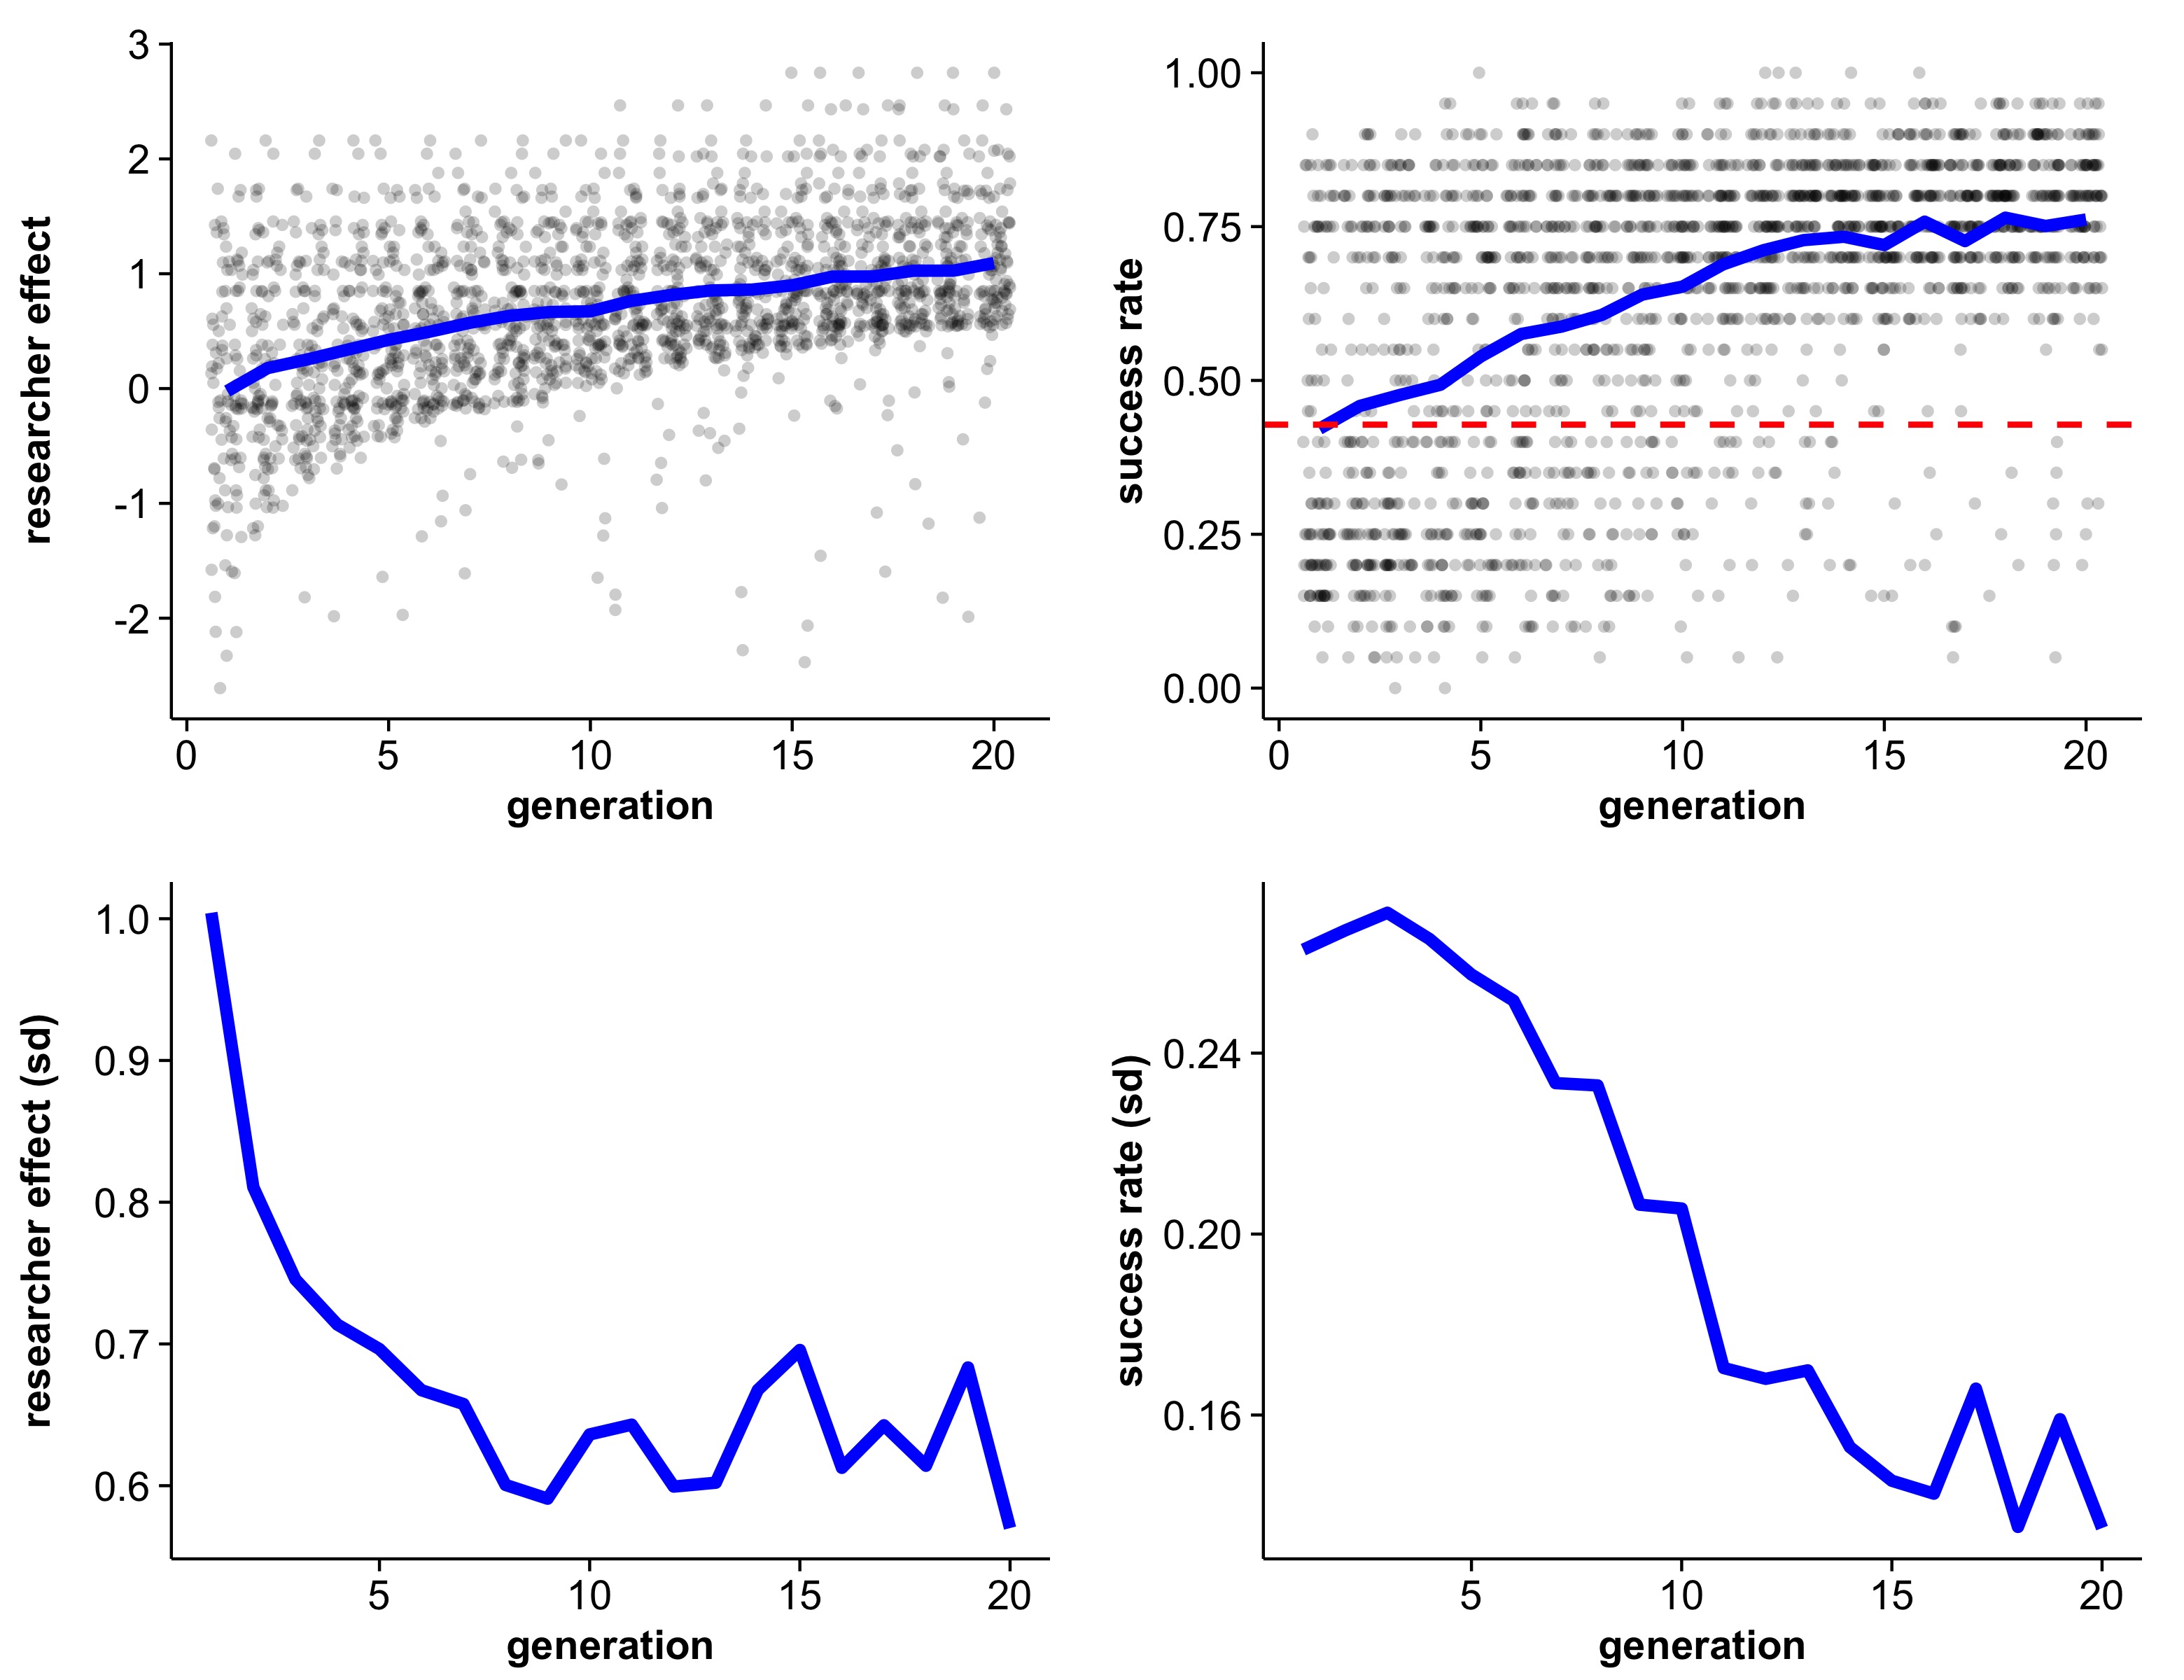 researcher effect
3
2
1
0
-1
-2
0 5 10 15 20
generation
success rate
1.00
0.75
0.50
0.25
0.00
0 5 10 15 20
generation
researcher effect (sd)
1.0
0.9
0.8
0.7
0.6
5 10 15 20
generation
success rate (sd)
0.24
0.20
0.16
5 10 15 20
generation